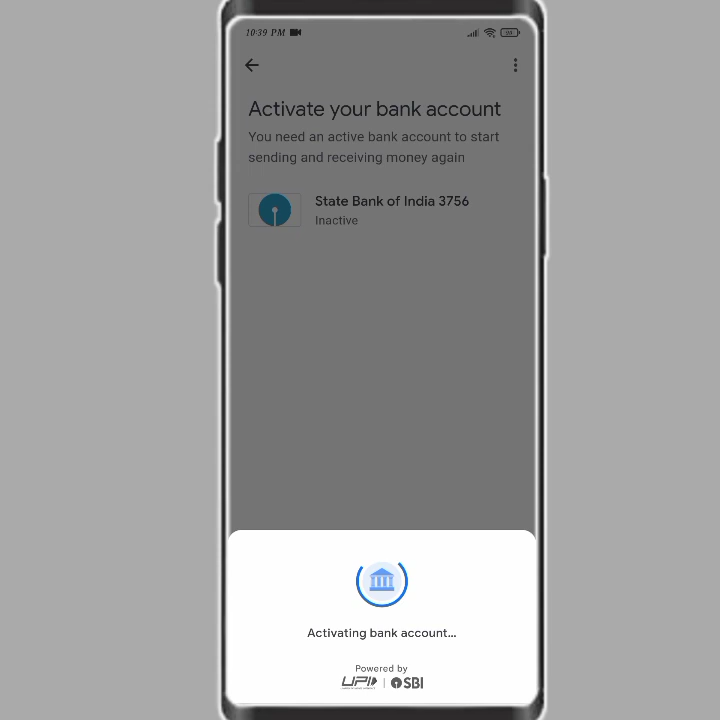 10:39 PM
Activate your bank account
You need an active bank account to start
sending and receiving money again
State Bank of India 3756
Inactive
Activating bank account...
Powered by
UPI | SBI